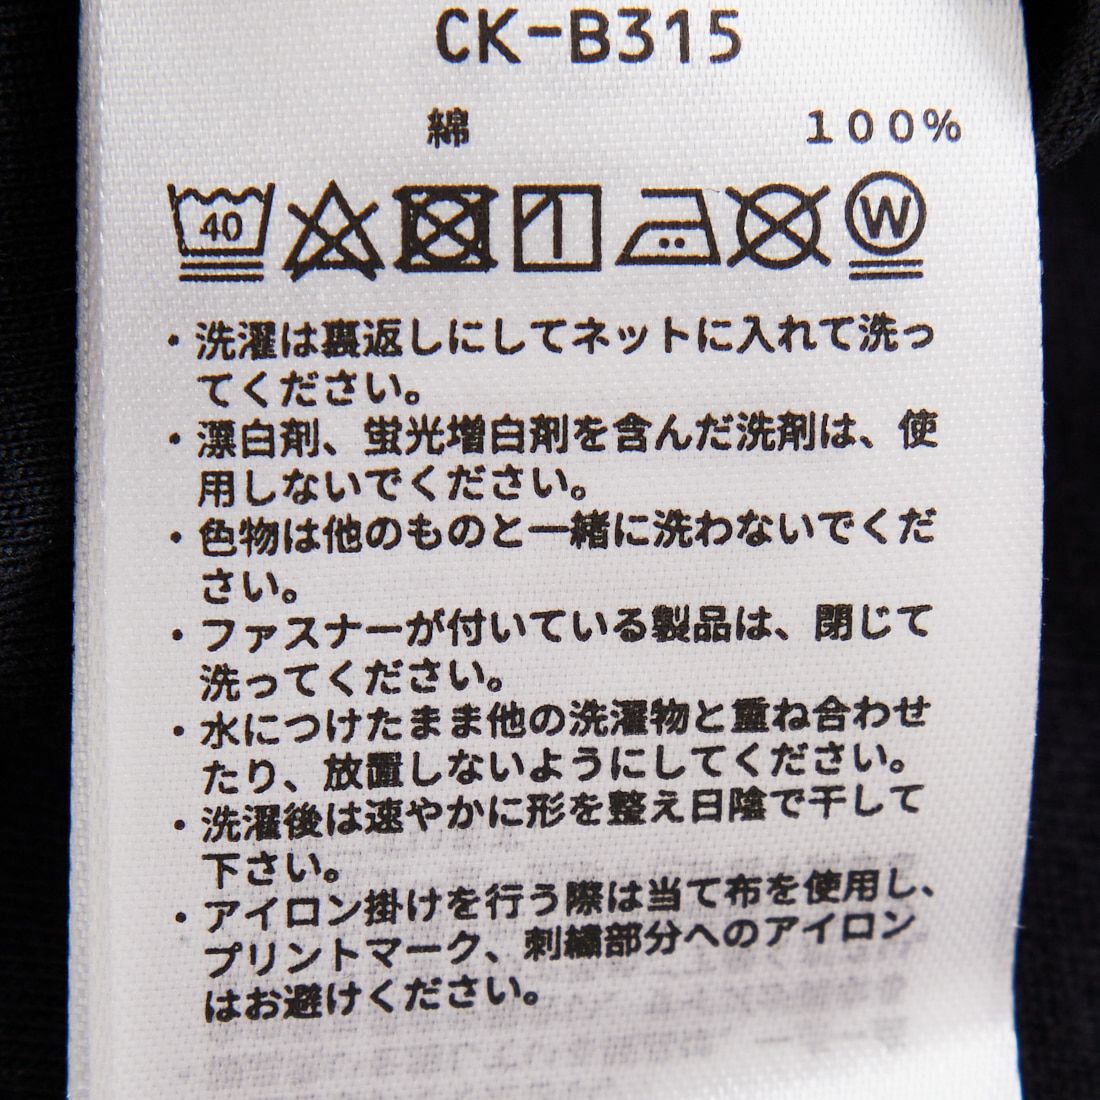 CK-B315
綿 100%
40 W
・洗濯は裏返しにしてネットに入れて洗っ
てください。
・漂白剤、蛍光増白剤を含んだ洗剤は、使
用しないでください。
・色物は他のものと一緒に洗わないでくだ
さい。
・ファスナーが付いている製品は、閉じて
洗ってください。
・水につけたまま他の洗濯物と重ね合わせ
たり、放置しないようにしてください。
・洗濯後は速やかに形を整え日陰で干して
下さい。
・アイロン掛けを行う際は当て布を使用し、
プリントマーク、刺繍部分へのアイロン
はお避けください。